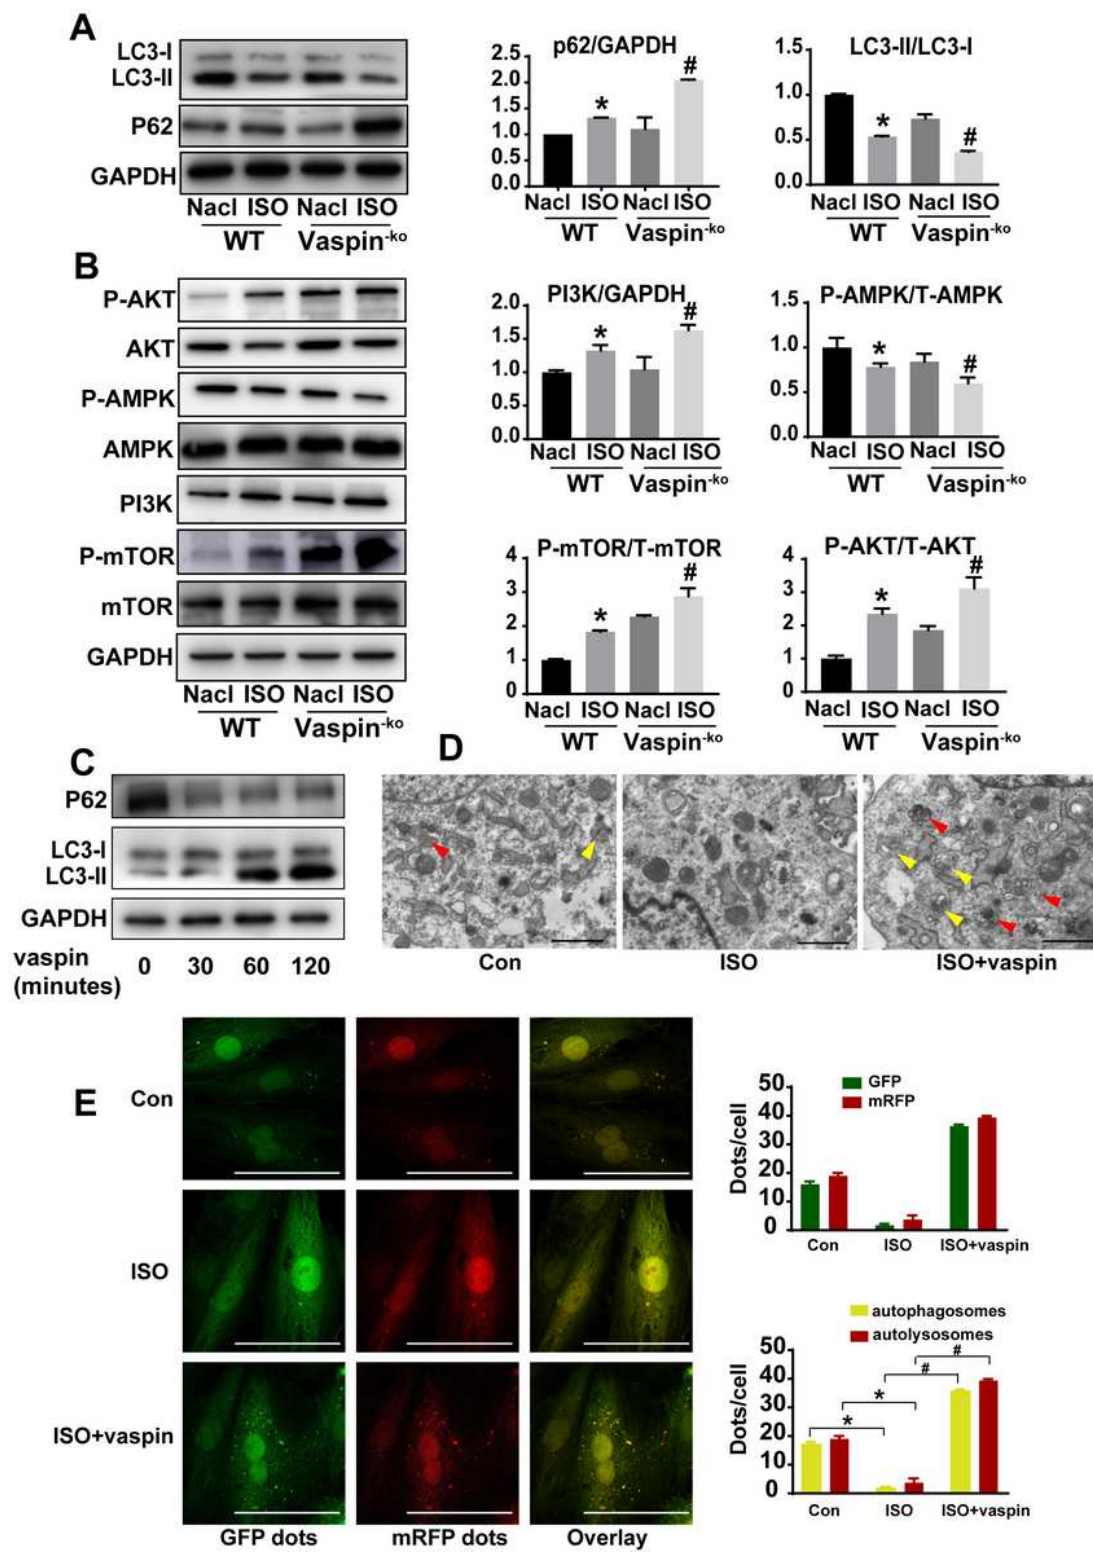 A
LC3-I
LC3-II
P62
GAPDH
Nacl ISO Nacl ISO
WT Vaspin-ko
p62/GAPDH
2.5
2.0
1.5
1.0
0.5
0.0
* #
Nacl ISO Nacl ISO
WT Vaspin-ko
LC3-II/LC3-I
1.5
1.0
0.5
0.0
* #
Nacl ISO Nacl ISO
WT Vaspin-ko
B
P-AKT
AKT
P-AMPK
AMPK
PI3K
P-mTOR
mTOR
GAPDH
Nacl ISO Nacl ISO
WT Vaspin-ko
PI3K/GAPDH
2.0
1.5
1.0
0.5
0.0
* #
Nacl ISO Nacl ISO
WT Vaspin-ko
P-AMPK/T-AMPK
1.5
1.0
0.5
0.0
* #
Nacl ISO Nacl ISO
WT Vaspin-ko
P-mTOR/T-mTOR
4
3
2
1
0
* #
Nacl ISO Nacl ISO
WT Vaspin-ko
P-AKT/T-AKT
4
3
2
1
0
* #
Nacl ISO Nacl ISO
WT Vaspin-ko
C
P62
LC3-I
LC3-II
GAPDH
vaspin
(minutes)
0 30 60 120
D
Con ISO ISO+vaspin
E
Con
ISO
ISO+vaspin
GFP dots mRFP dots Overlay
GFP
mRFP
Dots/cell
50
40
30
20
10
0
Con ISO ISO+vaspin
autophagosomes
autolysosomes
Dots/cell
50
40
30
20
10
0
* * # #
Con ISO ISO+vaspin